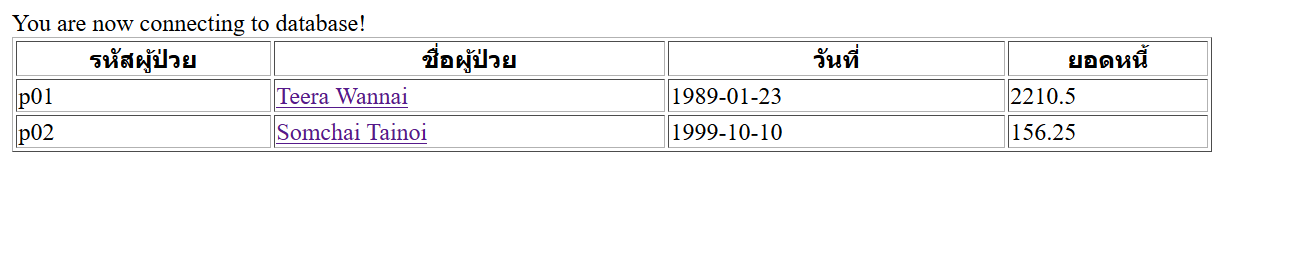 You are now connecting to database!
รหัสผู้ป่วย ชื่อผู้ป่วย วันที่ ยอดหนี้
p01 Teera Wannai 1989-01-23 2210.5
p02 Somchai Tainoi 1999-10-10 156.25